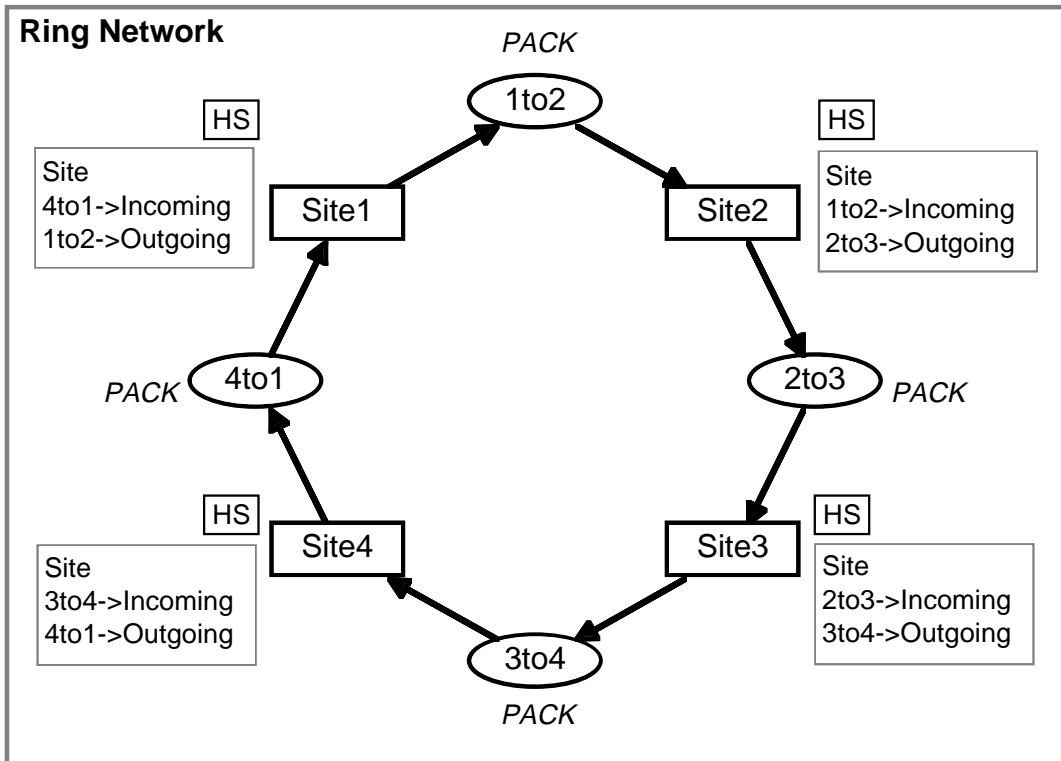 Ring Network
PACK
1to2
HS
HS
Site
4to1->Incoming
1to2->Outgoing
Site1
Site2
Site
1to2->Incoming
2to3->Outgoing
PACK
4to1
2to3
PACK
HS
HS
Site
3to4->Incoming
4to1->Outgoing
Site4
Site3
Site
2to3->Incoming
3to4->Outgoing
3to4
PACK